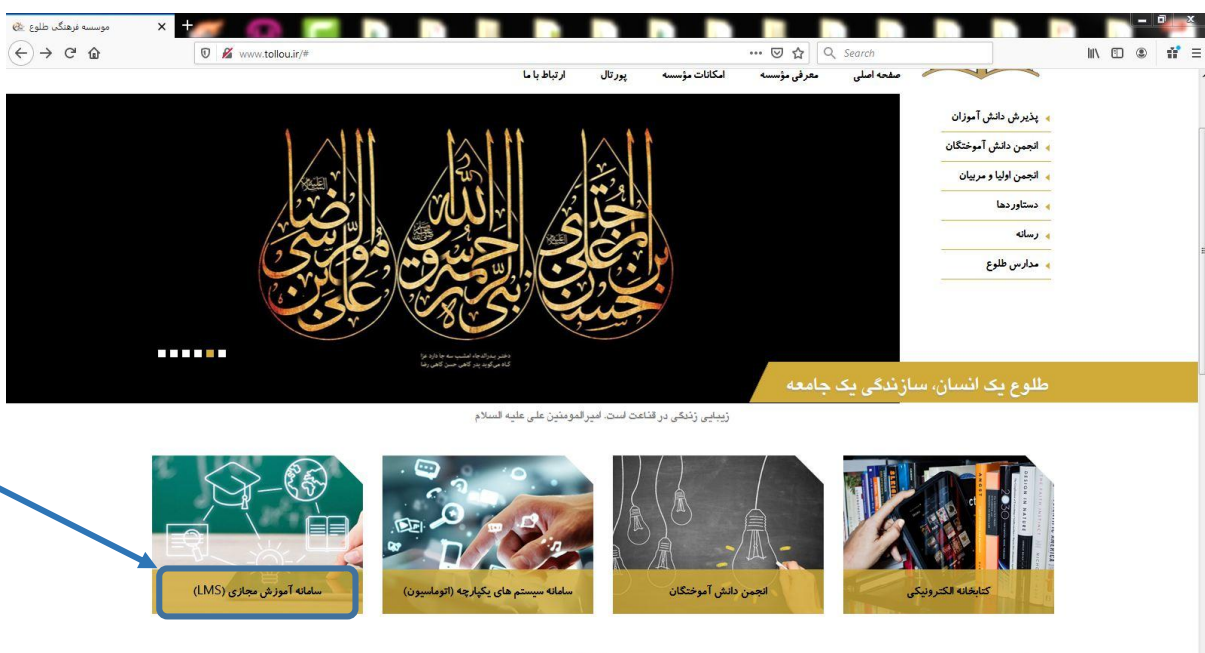 موسسه فرهنگی طلوع
www.tollou.ir/#
Search
صفحه اصلی
معرفی مؤسسه
امکانات مؤسسه
پورتال
ارتباط با ما
پذیرش دانش آموزان
انجمن دانش آموختگان
انجمن اولیا و مربیان
دستاوردها
رسانه
مدارس طلوع
طلوع یک انسان، سازندگی یک جامعه
زیبایی زندگی در قناعت است. امیرالمومنین علی علیه السلام
کتابخانه الکترونیکی
انجمن دانش آموختگان
سامانه سیستم های یکپارچه (اتوماسیون)
سامانه آموزش مجازی (LMS)